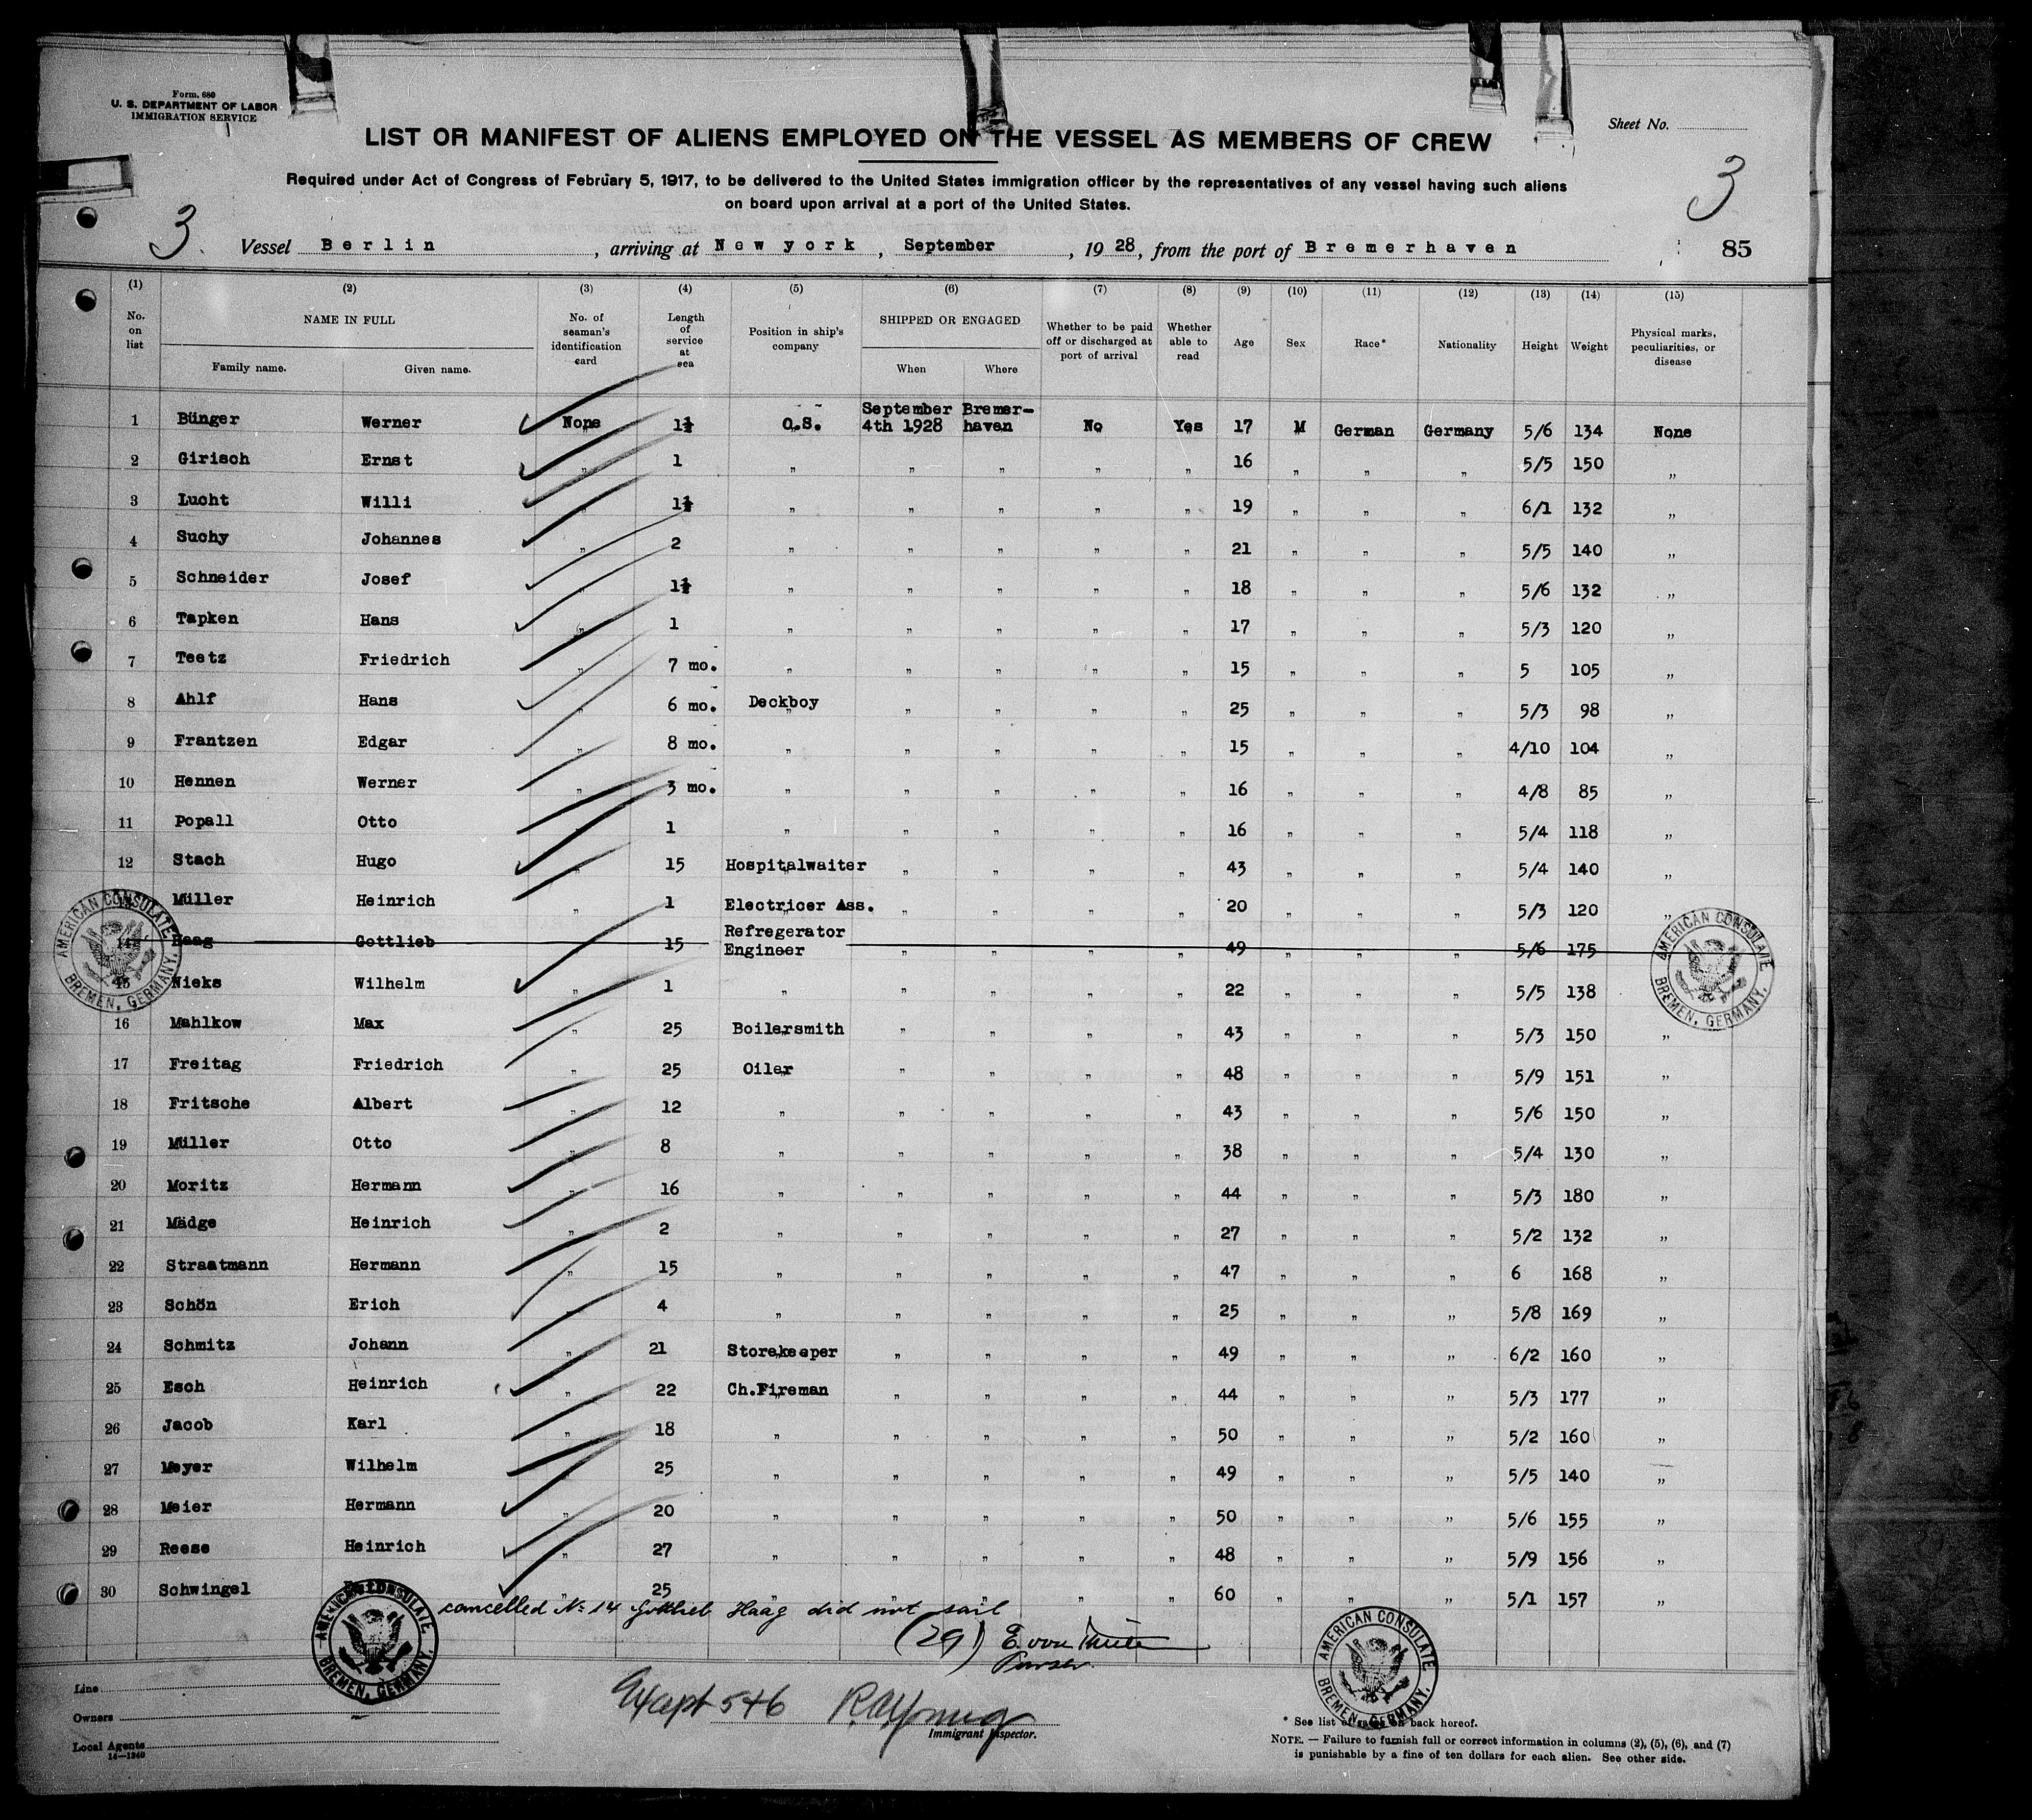 Form. 680
U. S. DEPARTMENT OF LABOR
IMMIGRATION SERVICE
Sheet No.
LIST OR MANIFEST OF ALIENS EMPLOYED ON THE VESSEL AS MEMBERS OF CREW
Required under Act of Congress of February 5, 1917, to be delivered to the United States immigration officer by the representatives of any vessel having such aliens
on board upon arrival at a port of the United States.
3
3. Vessel Berlin, arriving at New york, September, 1928, from the port of Bremerhaven 85
(1) (2) (3) (4) (5) (6) (7) (8) (9) (10) (11) (12) (13) (14) (15)
No. on list NAME IN FULL Family name. Given name. No. of seaman's identification card Length of service at sea Position in ship's company SHIPPED OR ENGAGED When Where Whether to be paid off or discharged at port of arrival Whether able to read Age Sex Race* Nationality Height Weight Physical marks, peculiarities, or disease
1 Bünger Werner None 1½ O.S. September 4th 1928 Bremerhaven No Yes 17 M German Germany 5/6 134 None
2 Girisch Ernst " 1 " " " " " 16 " " " 5/5 150 "
3 Lucht Willi " 1½ " " " " " 19 " " " 6/1 132 "
4 Suchy Johannes " 2 " " " " " 21 " " " 5/5 140 "
5 Schneider Josef " 1½ " " " " " 18 " " " 5/6 132 "
6 Tapken Hans " 1 " " " " " 17 " " " 5/3 120 "
7 Teetz Friedrich " 7 mo. " " " " " 15 " " " 5 105 "
8 Ahlf Hans " 6 mo. Deckboy " " " " 25 " " " 5/3 98 "
9 Frantzen Edgar " 8 mo. " " " " " 15 " " " 4/10 104 "
10 Hennen Werner " 3 mo. " " " " " 16 " " " 4/8 85 "
11 Popall Otto " 1 " " " " " 16 " " " 5/4 118 "
12 Stach Hugo " 15 Hospitalwaiter " " " " 43 " " " 5/4 140 "
Müller Heinrich " 1 Electricer Ass. " " " " 20 " " " 5/3 120 "
14 Haag Gottlieb 15 Refregerator Engineer " " " " 49 " " " 5/6 175
15 Nieks Wilhelm " 1 " " " " " 22 " " " 5/5 138
16 Mahlkow Max " 25 Boilersmith " " " " 43 " " " 5/3 150 "
17 Freitag Friedrich " 25 Oiler " " " " 48 " " " 5/9 151 "
18 Fritsche Albert " 12 " " " " " 43 " " " 5/6 150 "
19 Müller Otto " 8 " " " " " 38 " " " 5/4 130 "
20 Moritz Hermann " 16 " " " " " 44 " " " 5/3 180 "
21 Mädge Heinrich " 2 " " " " " 27 " " " 5/2 132 "
22 Straatmann Hermann " 15 " " " " " 47 " " " 6 168 "
23 Schön Erich " 4 " " " " " 25 " " " 5/8 169 "
24 Schmitz Johann " 21 Storekeeper " " " " 49 " " " 6/2 160 "
25 Esch Heinrich " 22 Ch.Fireman " " " " 44 " " " 5/3 177 "
26 Jacob Karl " 18 " " " " " 50 " " " 5/2 160 "
27 Meyer Wilhelm " 25 " " " " " 49 " " " 5/5 140 "
28 Meier Hermann " 20 " " " " " 50 " " " 5/6 155 "
29 Reese Heinrich " 27 " " " " " 48 " " " 5/9 156 "
30 Schwingel " 25 " " " " " 60 " " " 5/1 157 "
cancelled No 14 Gottlieb Haag did not sail
(29) E. von
Purser.
AMERICAN CONSULATE BREMEN, GERMANY.
AMERICAN CONSULATE BREMEN, GERMANY.
AMERICAN CONSULATE BREMEN, GERMANY.
AMERICAN CONSULATE BREMEN, GERMANY.
Line
Owners
Local Agents
14—1240
Except 5+6 R.A. Young
Immigrant Inspector.
* See list of races on back hereof.
NOTE. — Failure to furnish full or correct information in columns (2), (5), (6), and (7)
is punishable by a fine of ten dollars for each alien. See other side.